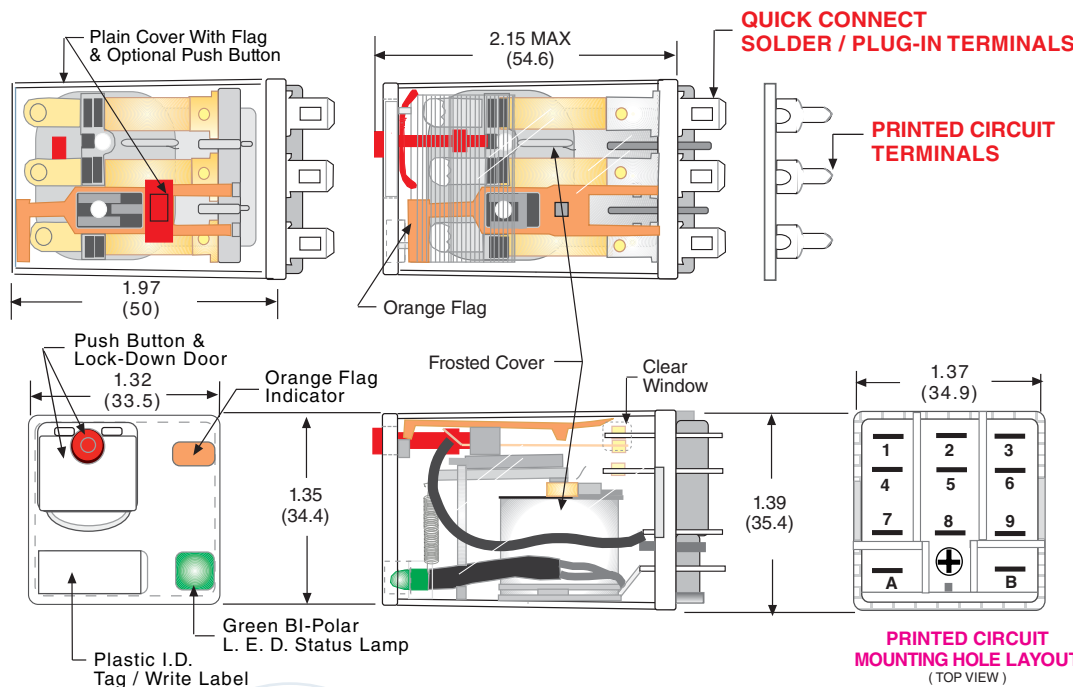 Plain Cover With Flag
& Optional Push Button
2.15 MAX
(54.6)
QUICK CONNECT
SOLDER / PLUG-IN TERMINALS
PRINTED CIRCUIT
TERMINALS
1.97
(50)
Orange Flag
Push Button &
Lock-Down Door
1.32
(33.5)
Orange Flag
Indicator
Frosted Cover
Clear
Window
1.37
(34.9)
1.35
(34.4)
1.39
(35.4)
1 2 3
4 5 6
7 8 9
A B
Green BI-Polar
L. E. D. Status Lamp
Plastic I.D.
Tag / Write Label
PRINTED CIRCUIT
MOUNTING HOLE LAYOUT
( TOP VIEW )